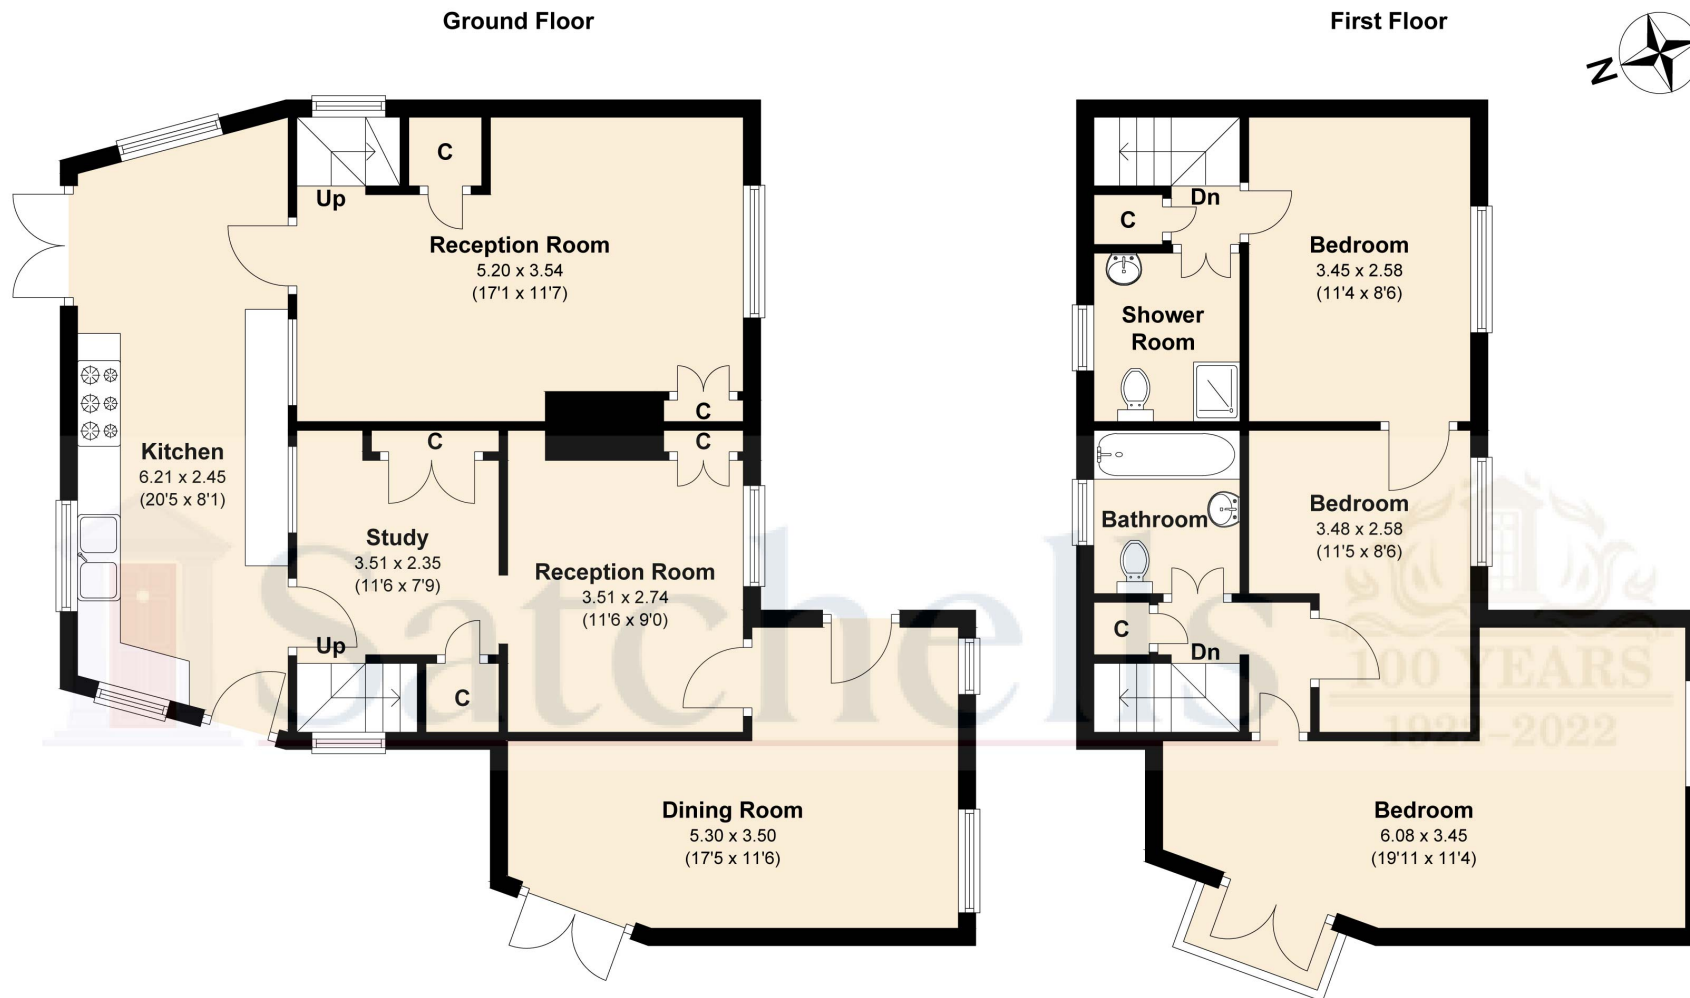 Ground Floor
First Floor
N
C
Up
Reception Room
5.20 x 3.54
(17'1 x 11'7)
C
C
C
Kitchen
6.21 x 2.45
(20'5 x 8'1)
Study
3.51 x 2.35
(11'6 x 7'9)
Reception Room
3.51 x 2.74
(11'6 x 9'0)
Up
C
Dining Room
5.30 x 3.50
(17'5 x 11'6)
Dn
C
Bedroom
3.45 x 2.58
(11'4 x 8'6)
Shower
Room
Bathroom
Bedroom
3.48 x 2.58
(11'5 x 8'6)
C
Dn
Bedroom
6.08 x 3.45
(19'11 x 11'4)
Satchells
100 YEARS
1922-2022